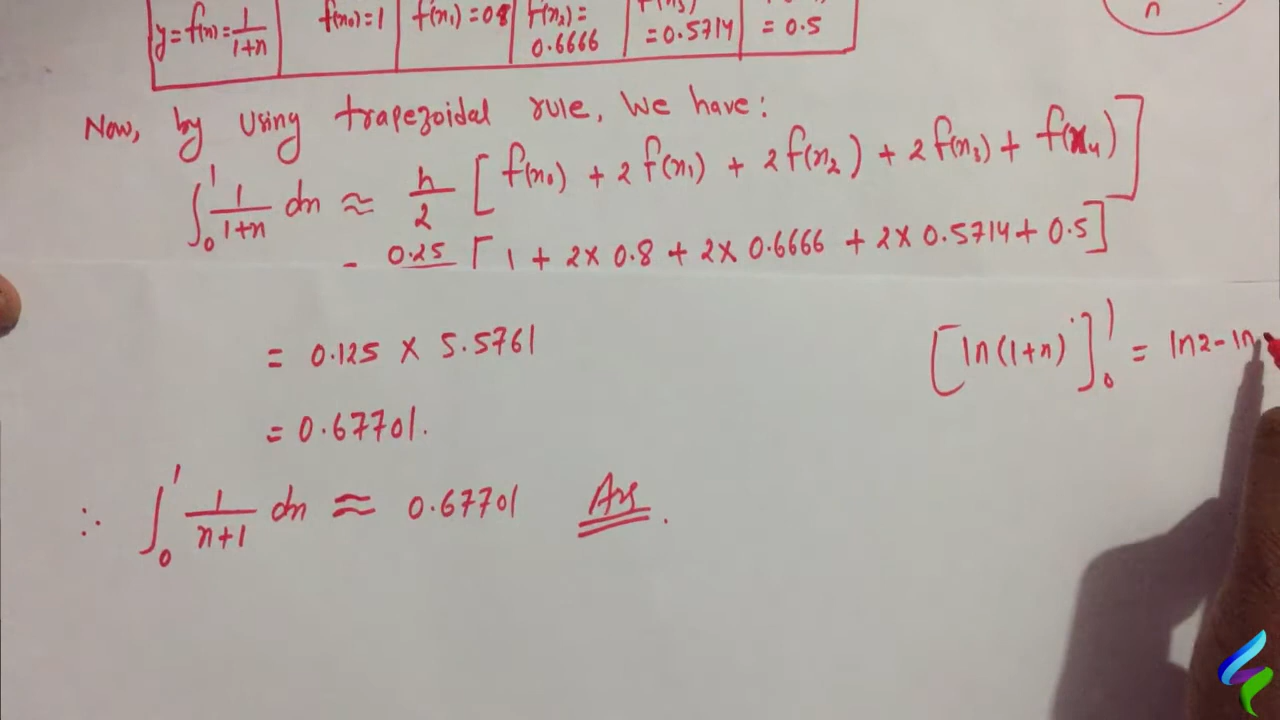 y=f(n)=1/(1+n) | f(x₀)=1 | f(x₁)=0.8 | f(x₂)=0.6666 | =0.5714 | =0.5
n
Now, by using trapezoidal rule, we have:
∫₀¹ 1/(1+n) dn ≈ h/2 [f(x₀) + 2f(x₁) + 2f(x₂) + 2f(x₃) + f(x₄)]
0.25 [1 + 2×0.8 + 2×0.6666 + 2×0.5714 + 0.5]
= 0.125 × 5.5761
[ln(1+n)]₀¹ = ln2-ln
= 0.67701.
∴ ∫₀¹ 1/(n+1) dn ≈ 0.67701 Ans.